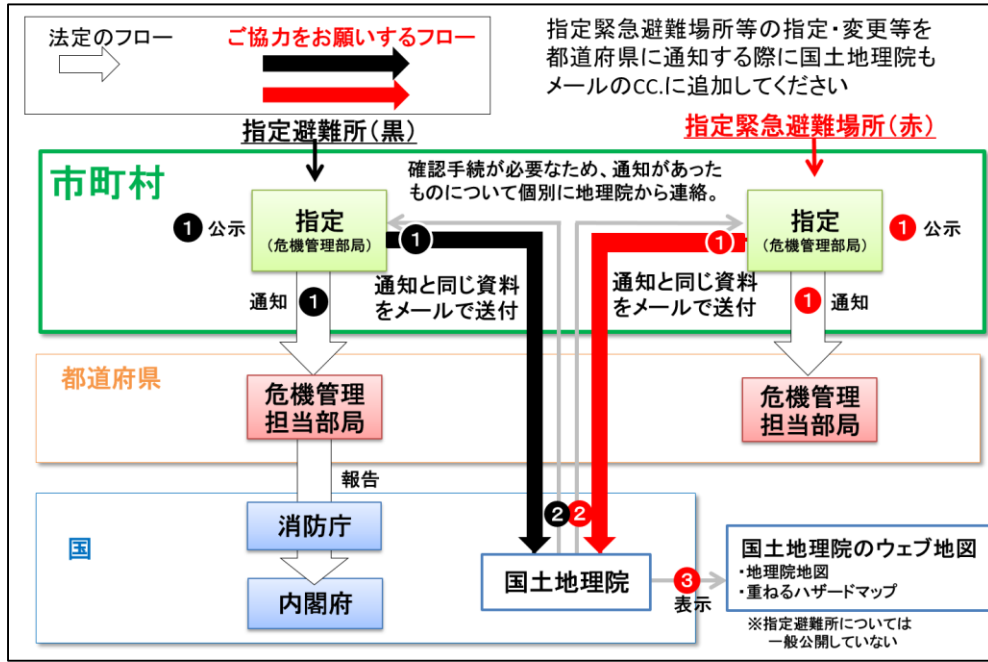 法定のフロー
ご協力をお願いするフロー
指定緊急避難場所等の指定・変更等を
都道府県に通知する際に国土地理院も
メールのCC.に追加してください
指定避難所(黒)
指定緊急避難場所(赤)
市町村
確認手続が必要なため、通知があった
ものについて個別に地理院から連絡。
指定
(危機管理部局)
1 公示
1
通知と同じ資料
をメールで送付
通知 1
指定
(危機管理部局)
1 公示
1
通知と同じ資料
をメールで送付
1 通知
都道府県
危機管理
担当部局
危機管理
担当部局
報告
国
消防庁
内閣府
2 2
国土地理院
3
表示
国土地理院のウェブ地図
・地理院地図
・重ねるハザードマップ
※指定避難所については
一般公開していない